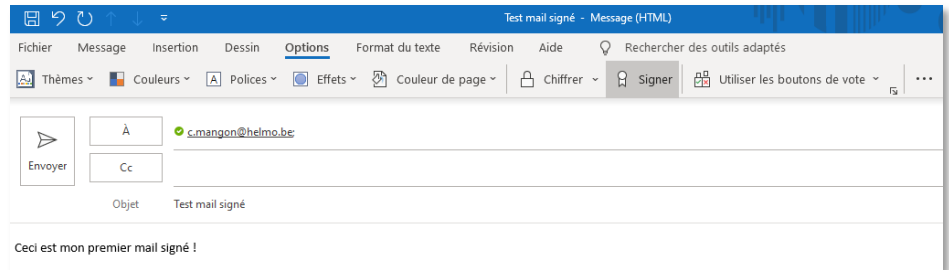 Test mail signé - Message (HTML)
Fichier Message Insertion Dessin Options Format du texte Révision Aide Rechercher des outils adaptés
Thèmes Couleurs A Polices Effets Couleur de page Chiffrer Signer Utiliser les boutons de vote ...
À c.mangon@helmo.be;
Envoyer Cc
Objet Test mail signé
Ceci est mon premier mail signé !